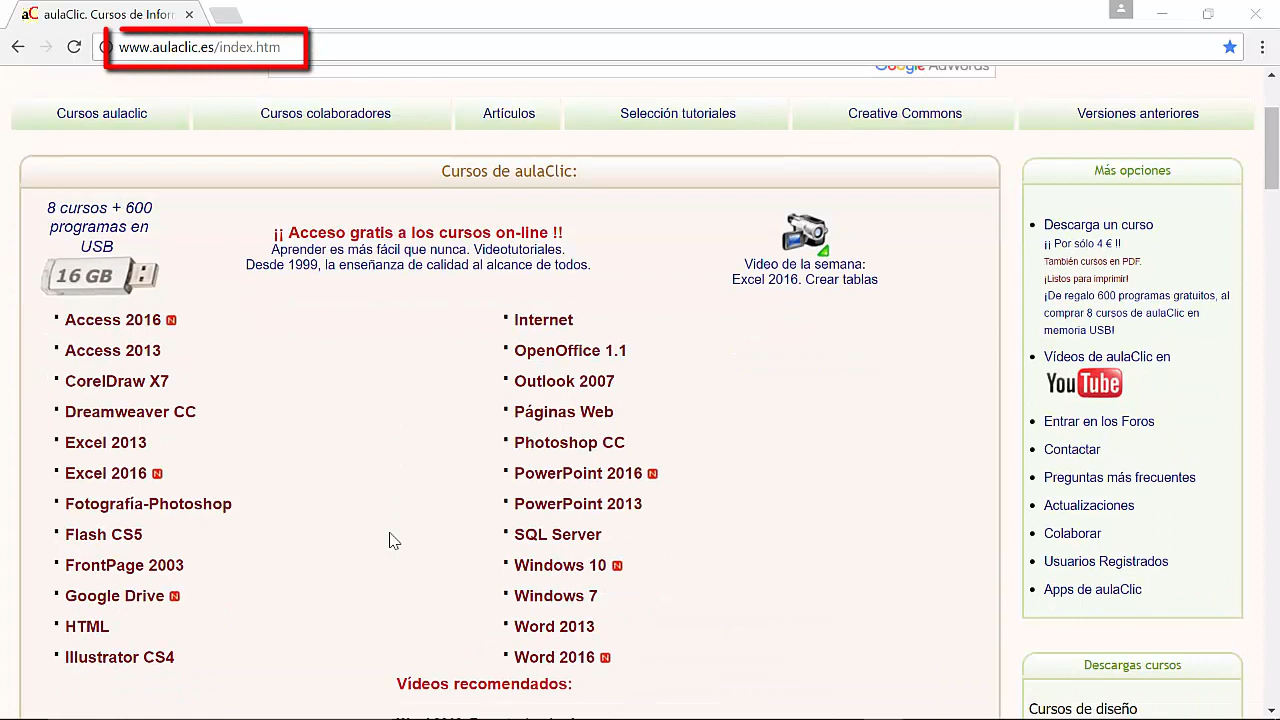 aC aulaClic. Cursos de Infor
www.aulaclic.es/index.htm
Google AdWords
Cursos aulaclic
Cursos colaboradores
Artículos
Selección tutoriales
Creative Commons
Versiones anteriores
Cursos de aulaClic:
8 cursos + 600
programas en
USB
16 GB
¡¡ Acceso gratis a los cursos on-line !!
Aprender es más fácil que nunca. Videotutoriales.
Desde 1999, la enseñanza de calidad al alcance de todos.
Video de la semana:
Excel 2016. Crear tablas
Access 2016 N
Access 2013
CorelDraw X7
Dreamweaver CC
Excel 2013
Excel 2016 N
Fotografía-Photoshop
Flash CS5
FrontPage 2003
Google Drive N
HTML
Illustrator CS4
Internet
OpenOffice 1.1
Outlook 2007
Páginas Web
Photoshop CC
PowerPoint 2016 N
PowerPoint 2013
SQL Server
Windows 10 N
Windows 7
Word 2013
Word 2016 N
Vídeos recomendados:
Más opciones
Descarga un curso
¡¡ Por sólo 4 € !!
También cursos en PDF.
¡Listos para imprimir!
¡De regalo 600 programas gratuitos, al
comprar 8 cursos de aulaClic en
memoria USB!
Vídeos de aulaClic en
YouTube
Entrar en los Foros
Contactar
Preguntas más frecuentes
Actualizaciones
Colaborar
Usuarios Registrados
Apps de aulaClic
Descargas cursos
Cursos de diseño